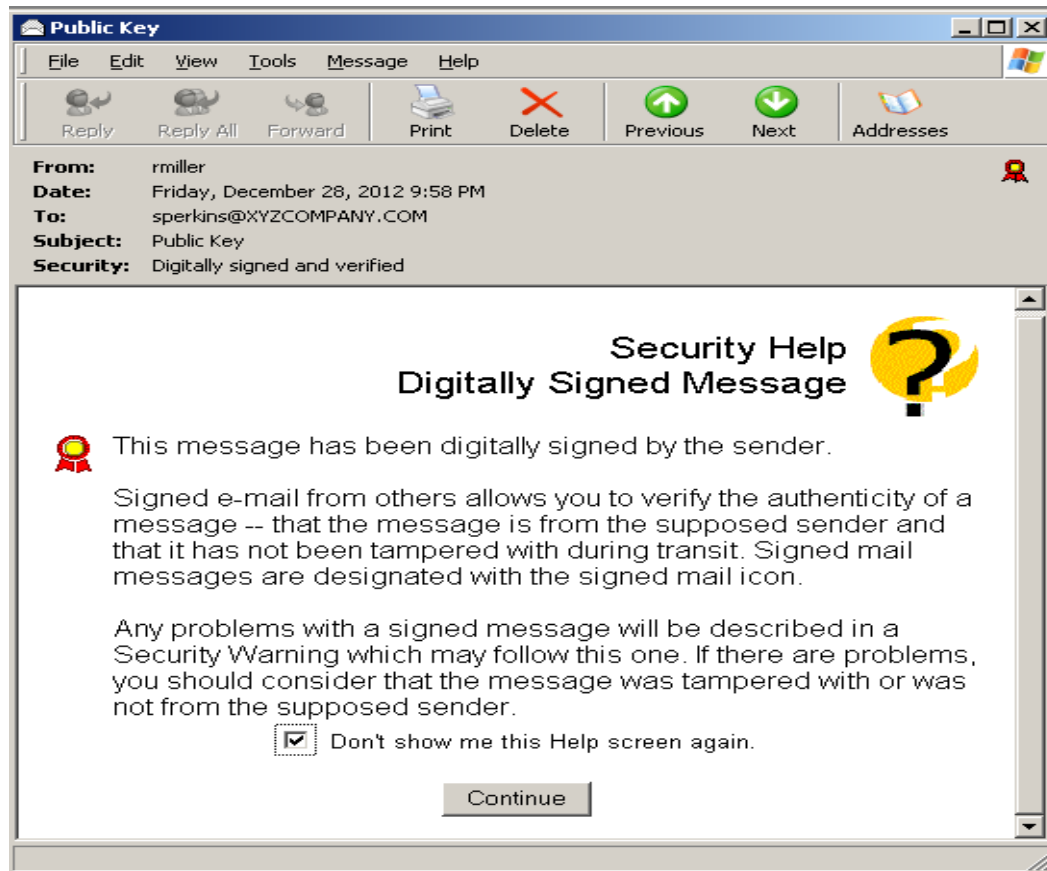 Public Key
File Edit View Tools Message Help
Reply Reply All Forward Print Delete Previous Next Addresses
From: rmiller
Date: Friday, December 28, 2012 9:58 PM
To: sperkins@XYZCOMPANY.COM
Subject: Public Key
Security: Digitally signed and verified
Security Help
Digitally Signed Message
This message has been digitally signed by the sender.
Signed e-mail from others allows you to verify the authenticity of a
message -- that the message is from the supposed sender and
that it has not been tampered with during transit. Signed mail
messages are designated with the signed mail icon.
Any problems with a signed message will be described in a
Security Warning which may follow this one. If there are problems,
you should consider that the message was tampered with or was
not from the supposed sender.
Don't show me this Help screen again.
Continue